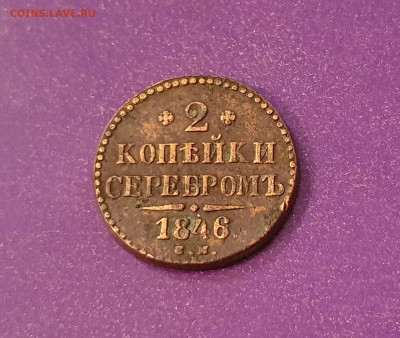 COINS.LAVE.RU
2
КОПѢЙКИ
СЕРЕБРОМЪ
1846
С.М.